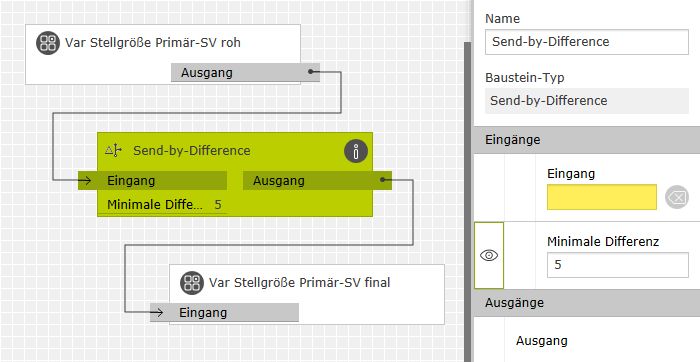 Var Stellgröße Primär-SV roh
Ausgang
Send-by-Difference
Eingang
Ausgang
Minimale Diffe... 5
Var Stellgröße Primär-SV final
Eingang
Name
Send-by-Difference
Baustein-Typ
Send-by-Difference
Eingänge
Eingang
Minimale Differenz
5
Ausgänge
Ausgang